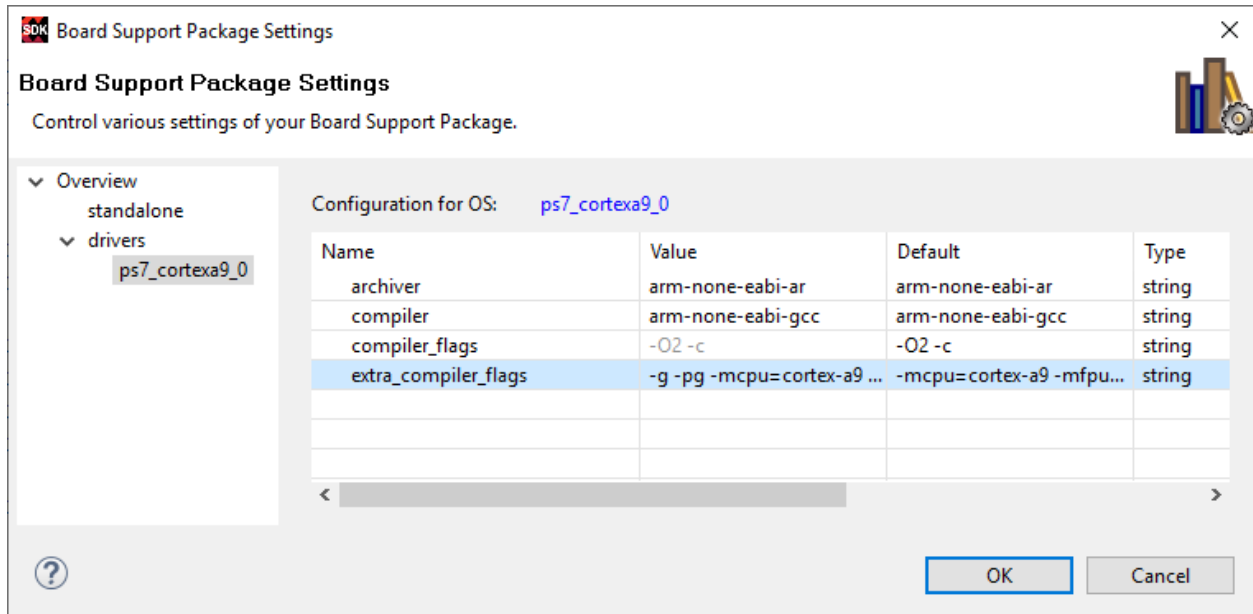 SDK Board Support Package Settings
Board Support Package Settings
Control various settings of your Board Support Package.
Overview
standalone
drivers
ps7_cortexa9_0
Configuration for OS: ps7_cortexa9_0
Name Value Default Type
archiver arm-none-eabi-ar arm-none-eabi-ar string
compiler arm-none-eabi-gcc arm-none-eabi-gcc string
compiler_flags -O2 -c -O2 -c string
extra_compiler_flags -g -pg -mcpu=cortex-a9 ... -mcpu=cortex-a9 -mfpu... string
OK Cancel